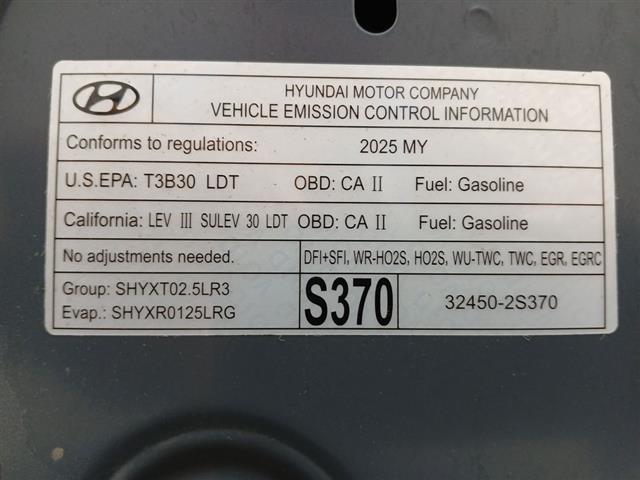 HYUNDAI MOTOR COMPANY
VEHICLE EMISSION CONTROL INFORMATION
Conforms to regulations: 2025 MY
U.S.EPA: T3B30 LDT OBD: CA II Fuel: Gasoline
California: LEV III SULEV 30 LDT OBD: CA II Fuel: Gasoline
No adjustments needed. DFI+SFI, WR-HO2S, HO2S, WU-TWC, TWC, EGR, EGRC
Group: SHYXT02.5LR3
Evap.: SHYXR0125LRG
S370
32450-2S370